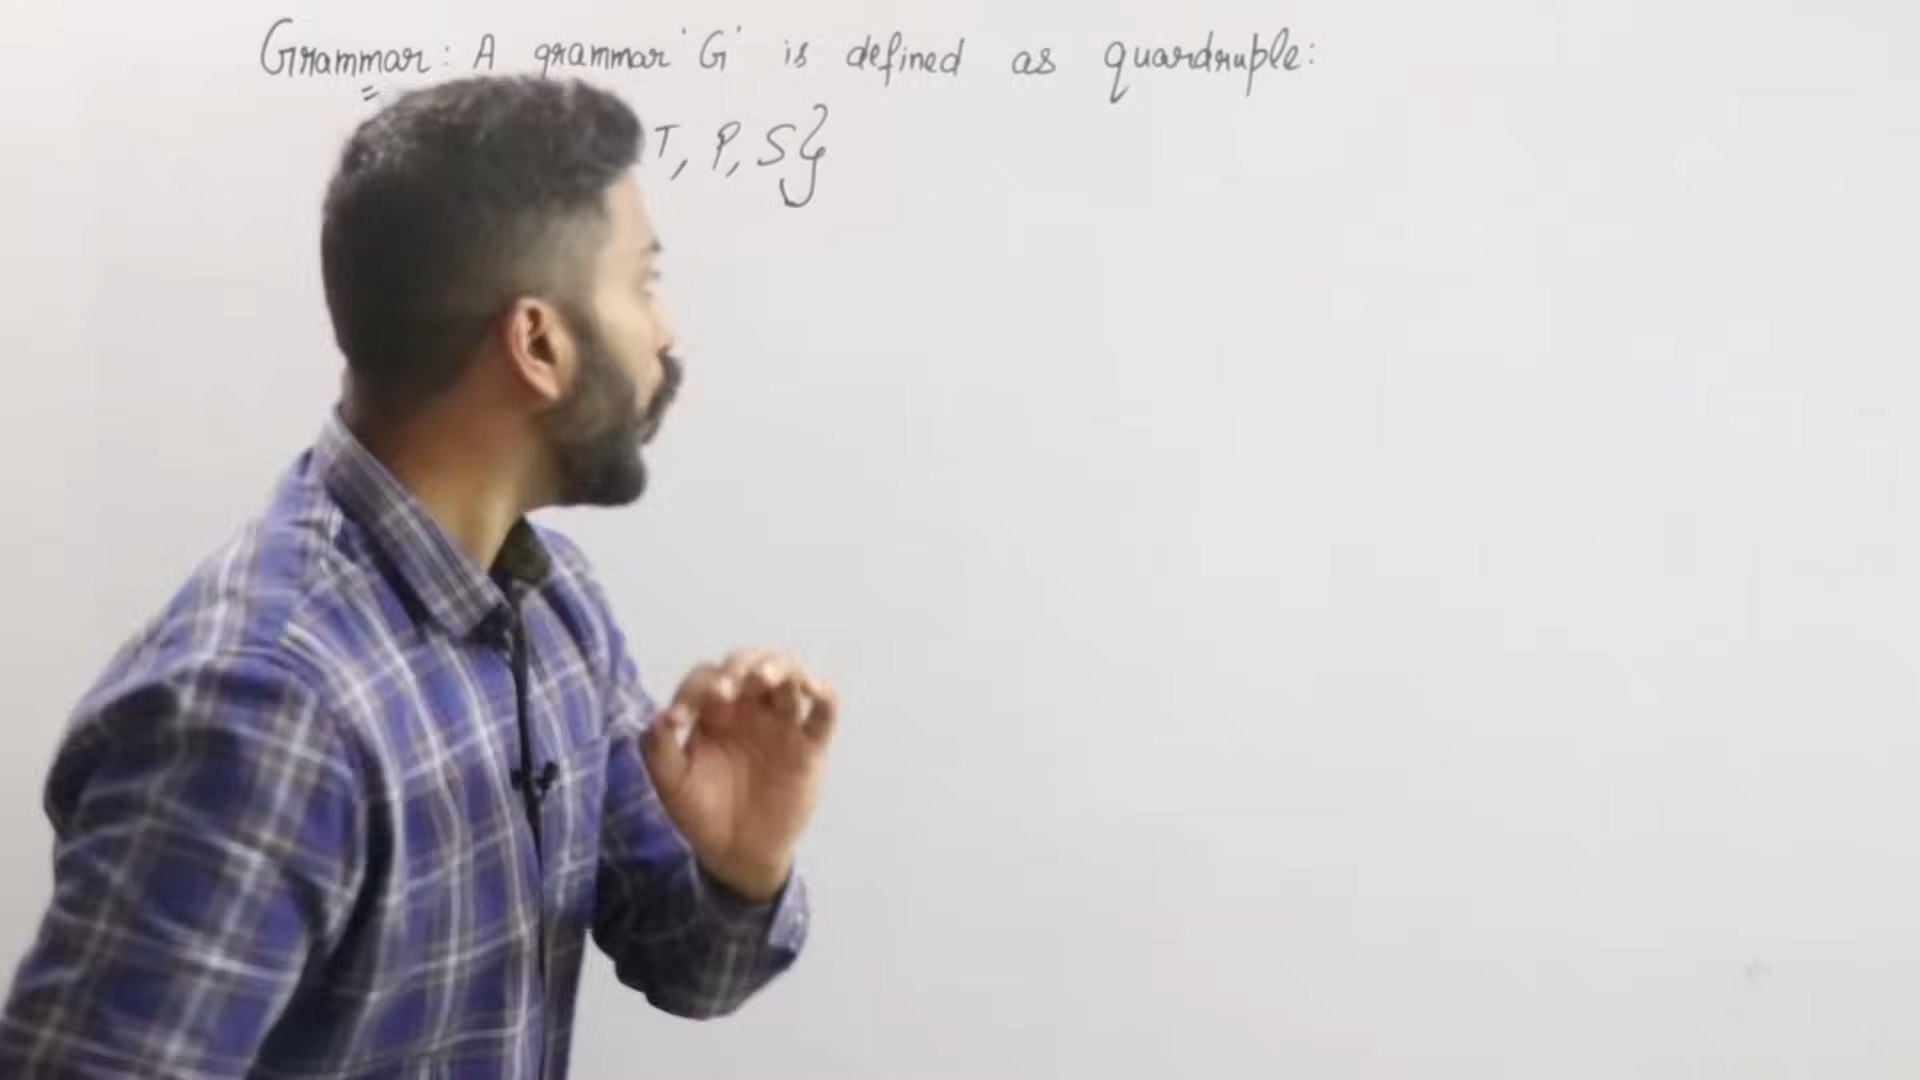 Grammar: A grammar 'G' is defined as quardruple:
T, P, S}